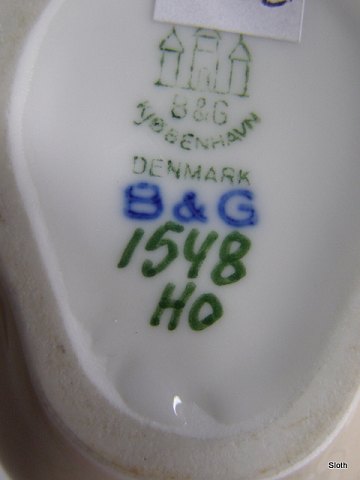 B&G
KJØBENHAVN
DENMARK
B&G
1548
HO
Sloth